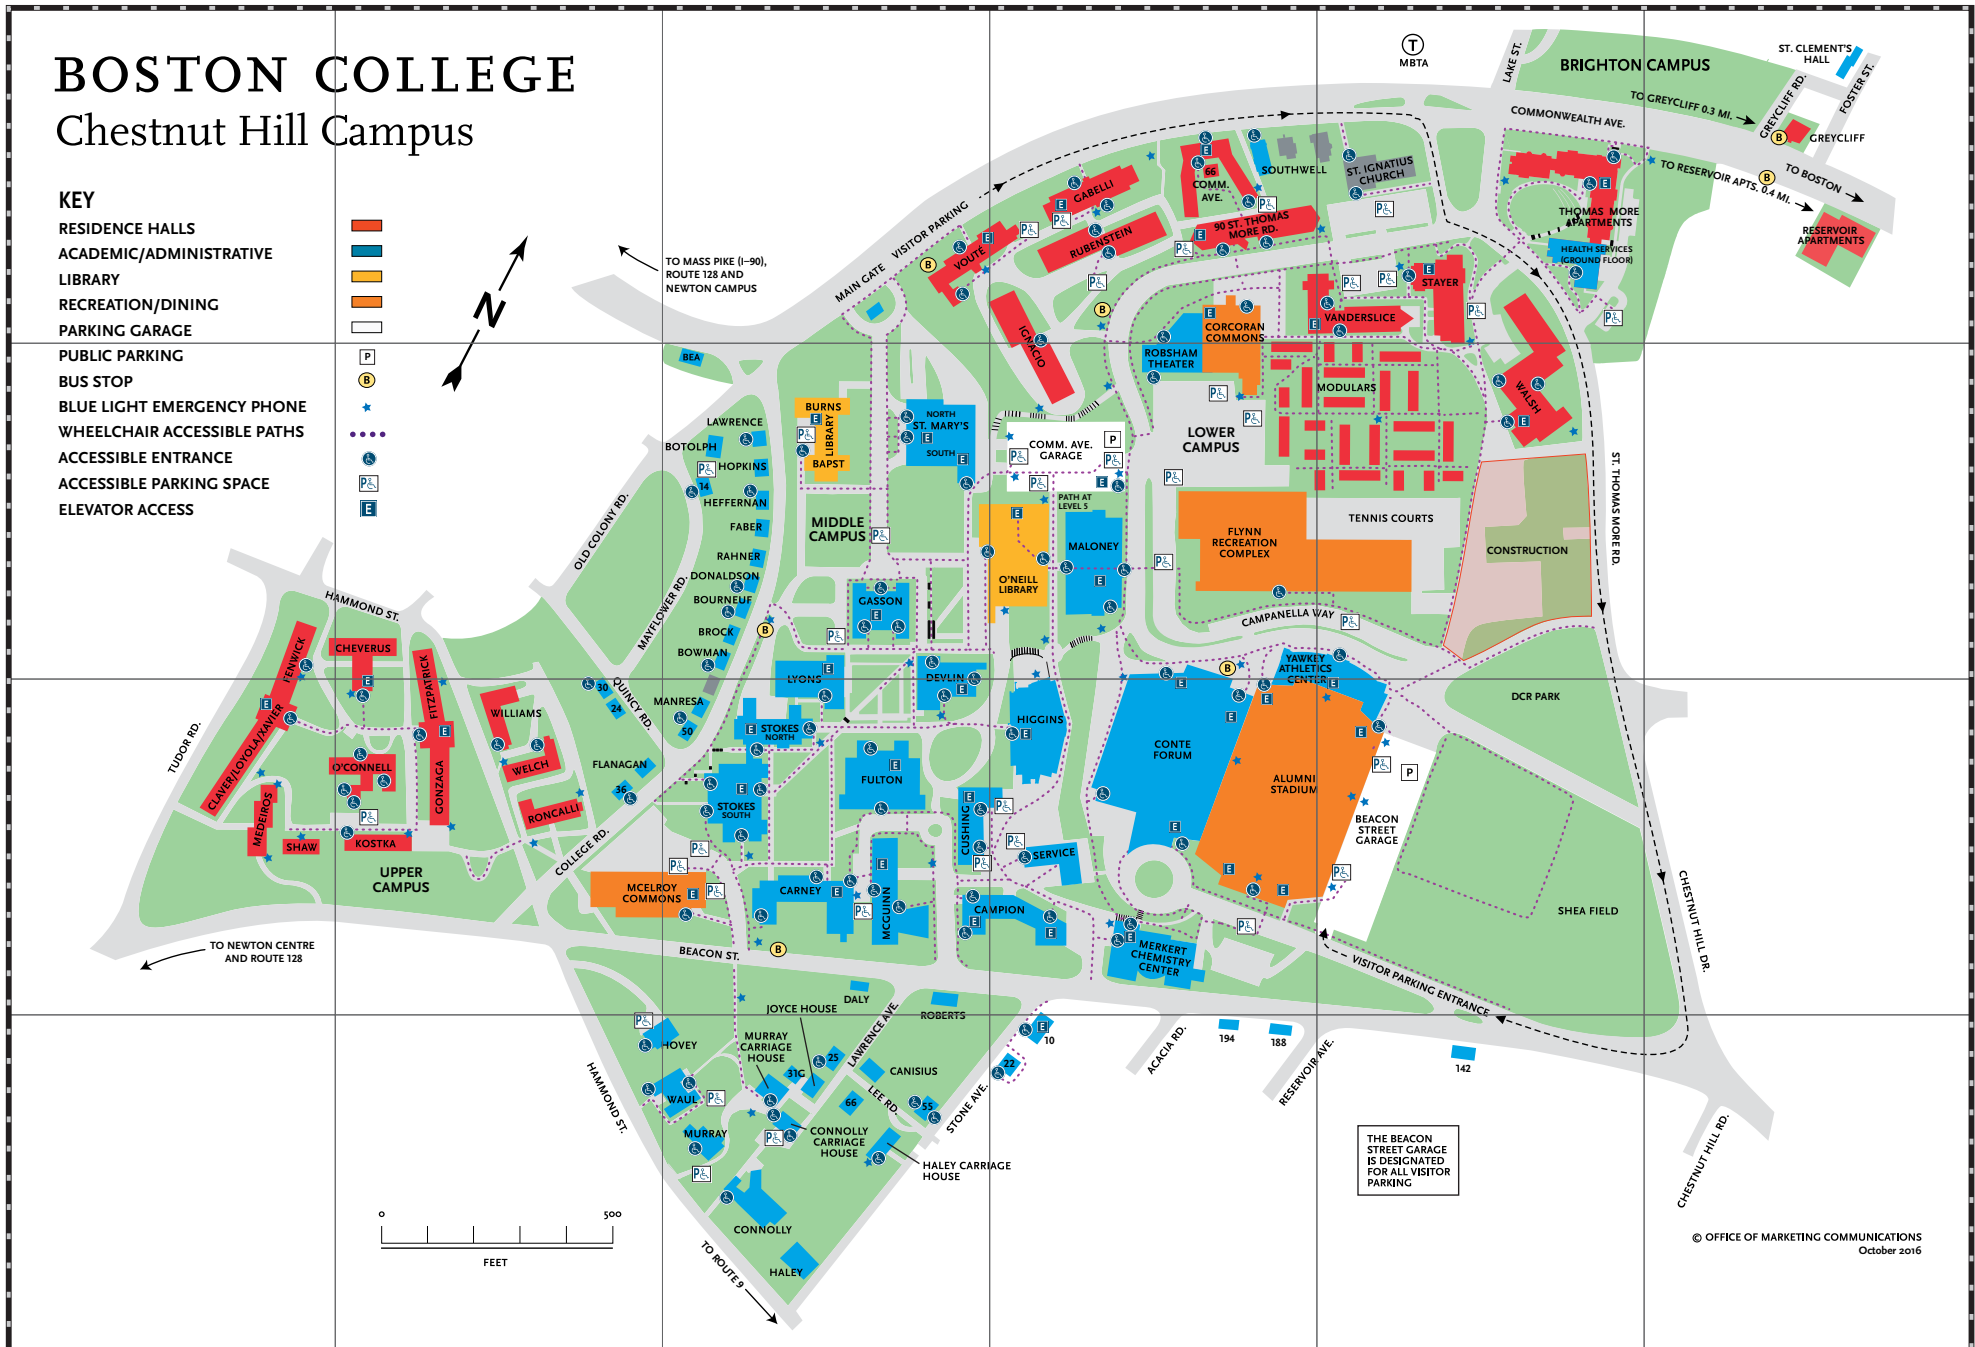 BOSTON COLLEGE
Chestnut Hill Campus
KEY
RESIDENCE HALLS
ACADEMIC/ADMINISTRATIVE
LIBRARY
RECREATION/DINING
PARKING GARAGE
PUBLIC PARKING
P
BUS STOP
B
BLUE LIGHT EMERGENCY PHONE
WHEELCHAIR ACCESSIBLE PATHS
ACCESSIBLE ENTRANCE
ACCESSIBLE PARKING SPACE
P
ELEVATOR ACCESS
E
N
TO MASS PIKE (I–90),
ROUTE 128 AND
NEWTON CAMPUS
T
MBTA
LAKE ST.
BRIGHTON CAMPUS
ST. CLEMENT'S
HALL
FOSTER ST.
GREYCLIFF RD.
TO GREYCLIFF 0.3 MI.
GREYCLIFF
COMMONWEALTH AVE.
TO RESERVOIR APTS. 0.4 MI.
TO BOSTON
RESERVOIR
APARTMENTS
THOMAS MORE
APARTMENTS
HEALTH SERVICES
(GROUND FLOOR)
MAIN GATE
VISITOR PARKING
VOUTÉ
GABELLI
RUBENSTEIN
66
COMM.
AVE.
SOUTHWELL
ST. IGNATIUS
CHURCH
90 ST. THOMAS
MORE RD.
IGNACIO
STAYER
VANDERSLICE
CORCORAN
COMMONS
ROBSHAM
THEATER
MODULARS
WALSH
LOWER
CAMPUS
BEA
LAWRENCE
BOTOLPH
HOPKINS
14
HEFFERNAN
FABER
RAHNER
DONALDSON
BOURNEUF
BROCK
BOWMAN
MANRESA
50
BURNS
LIBRARY
BAPST
NORTH
ST. MARY'S
SOUTH
COMM. AVE.
GARAGE
P
PATH AT
LEVEL 5
MIDDLE
CAMPUS
MALONEY
O'NEILL
LIBRARY
FLYNN
RECREATION
COMPLEX
TENNIS COURTS
CONSTRUCTION
ST. THOMAS MORE RD.
OLD COLONY RD.
MAYFLOWER RD.
QUINCY RD.
30
24
GASSON
LYONS
DEVLIN
CAMPANELLA WAY
YAWKEY
ATHLETICS
CENTER
DCR PARK
HAMMOND ST.
FENWICK
CHEVERUS
FITZPATRICK
TUDOR RD.
CLAVER/LOYOLA/XAVIER
WILLIAMS
WELCH
O'CONNELL
GONZAGA
RONCALLI
MEDEIROS
SHAW
KOSTKA
UPPER
CAMPUS
FLANAGAN
36
COLLEGE RD.
STOKES
NORTH
STOKES
SOUTH
FULTON
HIGGINS
CONTE
FORUM
ALUMNI
STADIUM
P
BEACON
STREET
GARAGE
CUSHING
SERVICE
MCELROY
COMMONS
CARNEY
MCGUINN
CAMPION
MERKERT
CHEMISTRY
CENTER
SHEA FIELD
CHESTNUT HILL DR.
VISITOR PARKING ENTRANCE
TO NEWTON CENTRE
AND ROUTE 128
BEACON ST.
DALY
ROBERTS
JOYCE HOUSE
LAWRENCE AVE.
MURRAY
CARRIAGE
HOUSE
31G
25
HOVEY
HAMMOND ST.
WAUL
MURRAY
CANISIUS
LEE RD.
66
55
STONE AVE.
10
22
CONNOLLY
CARRIAGE
HOUSE
HALEY CARRIAGE
HOUSE
CONNOLLY
HALEY
TO ROUTE 9
ACACIA RD.
194
188
RESERVOIR AVE.
142
CHESTNUT HILL RD.
0
500
FEET
THE BEACON
STREET GARAGE
IS DESIGNATED
FOR ALL VISITOR
PARKING
© OFFICE OF MARKETING COMMUNICATIONS
October 2016